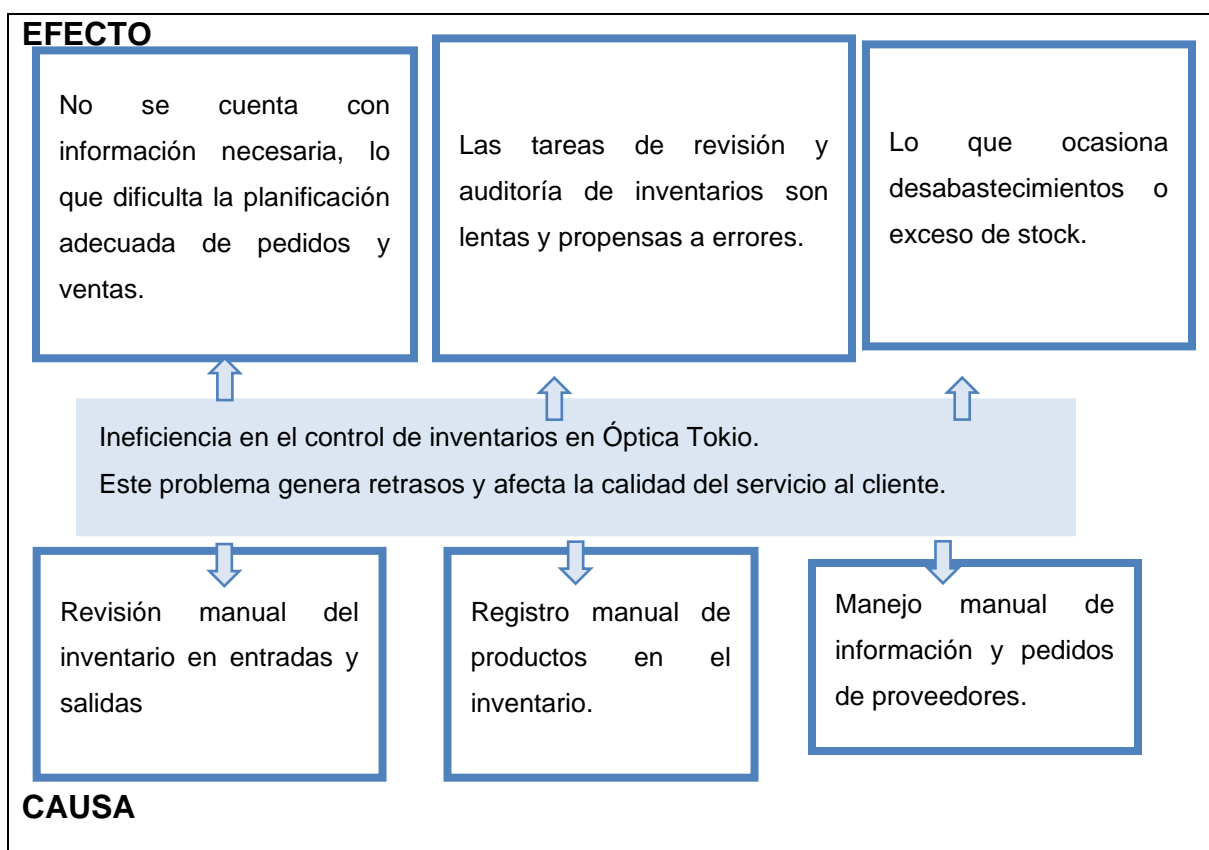 EFECTO
No se cuenta con
información necesaria, lo
que dificulta la planificación
adecuada de pedidos y
ventas.
Las tareas de revisión y
auditoría de inventarios son
lentas y propensas a errores.
Lo que ocasiona
desabastecimientos o
exceso de stock.
Ineficiencia en el control de inventarios en Óptica Tokio.
Este problema genera retrasos y afecta la calidad del servicio al cliente.
Revisión manual del
inventario en entradas y
salidas
Registro manual de
productos en el
inventario.
Manejo manual de
información y pedidos
de proveedores.
CAUSA